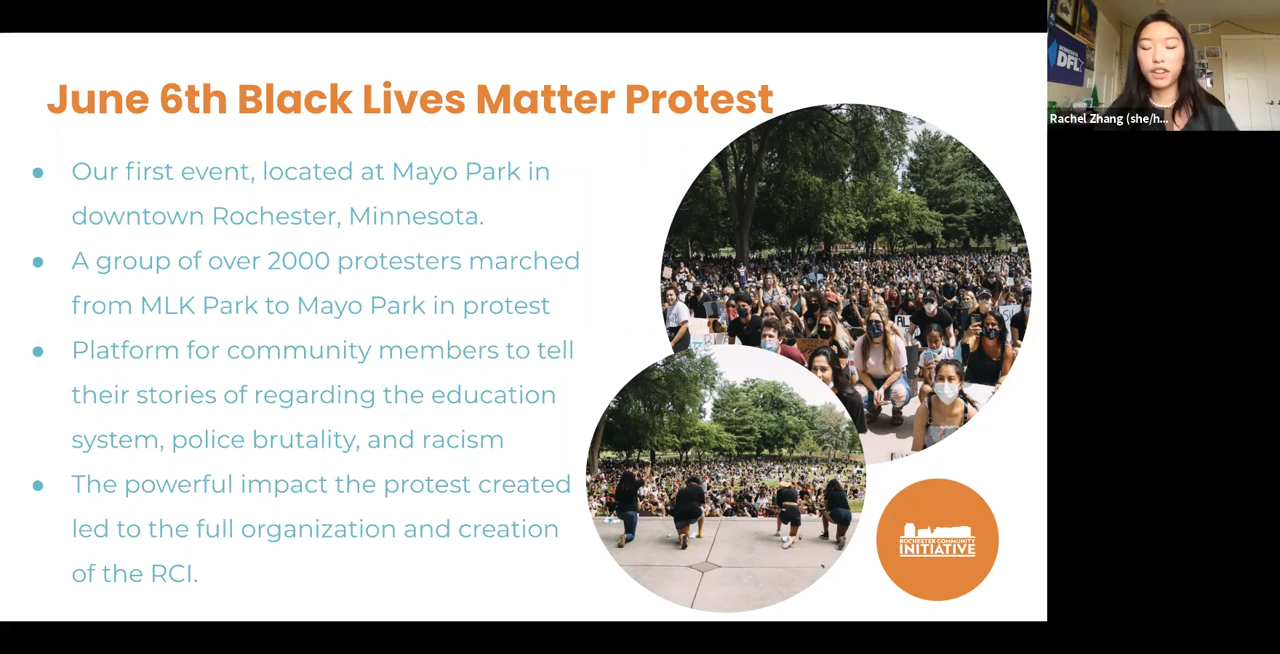 June 6th Black Lives Matter Protest
● Our first event, located at Mayo Park in
downtown Rochester, Minnesota.
● A group of over 2000 protesters marched
from MLK Park to Mayo Park in protest
● Platform for community members to tell
their stories of regarding the education
system, police brutality, and racism
● The powerful impact the protest created
led to the full organization and creation
of the RCI.
ROCHESTER COMMUNITY
INITIATIVE
DFL
Rachel Zhang (she/h...